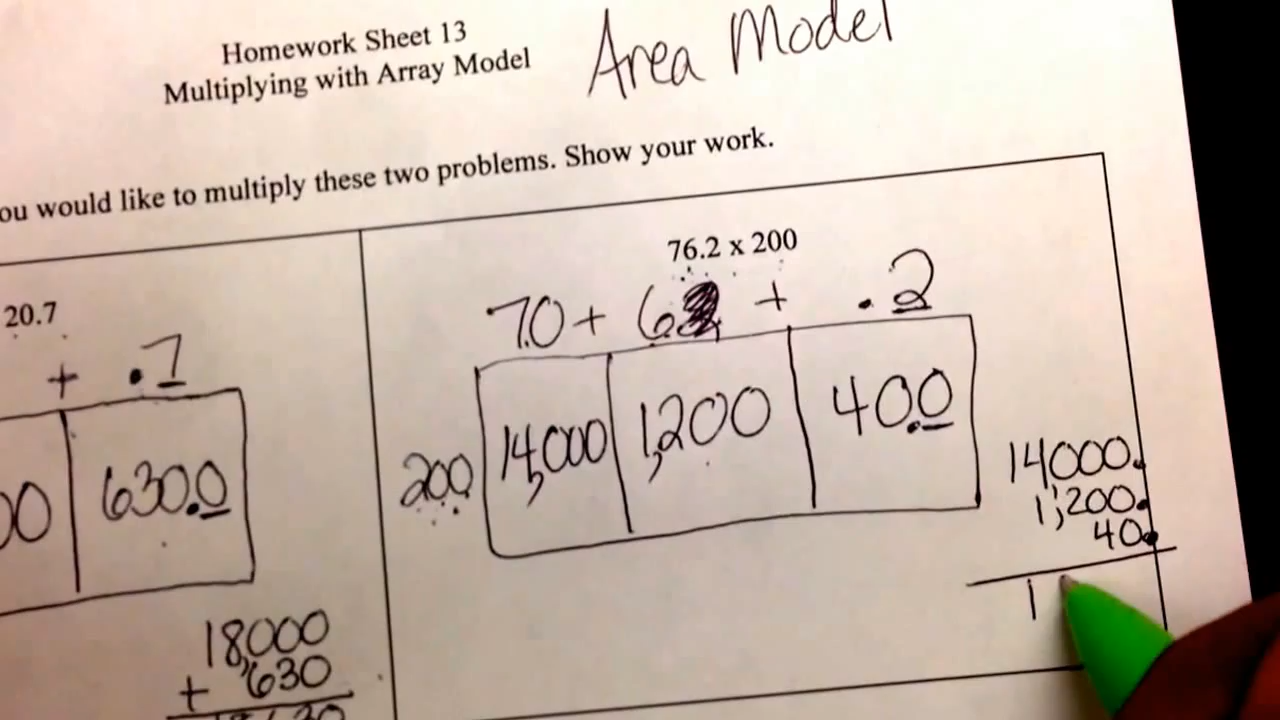 Homework Sheet 13
Multiplying with Array Model
Area Model
ou would like to multiply these two problems. Show your work.
20.7
+ .7
00
630.0
18,000
+ 630
76.2 x 200
70 + 6 + .2
200
14,000
1,200
40.0
14000.
1,200.
40.
1